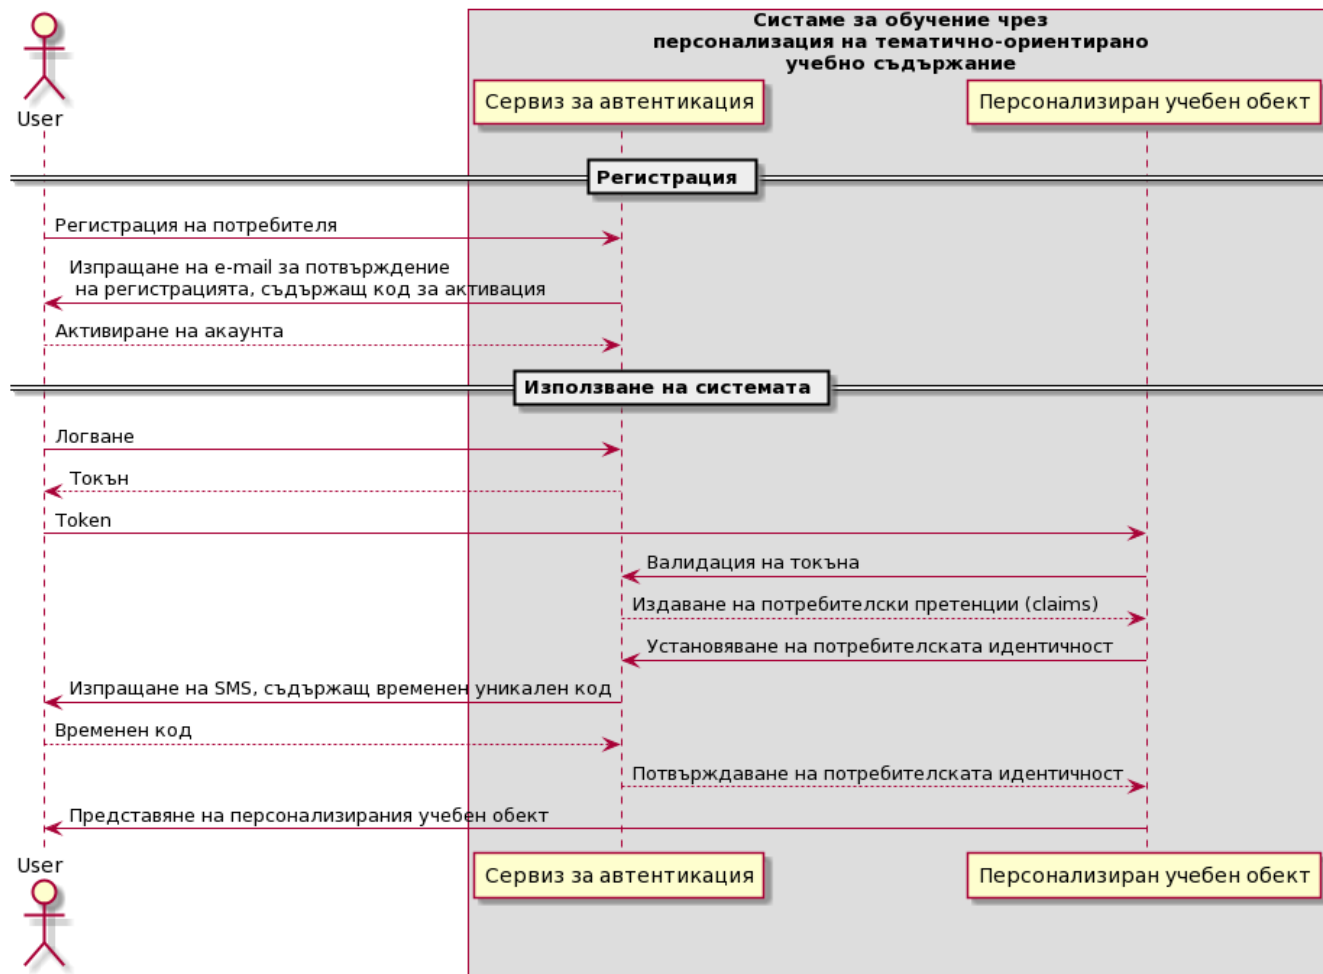 Систаме за обучение чрез
персонализация на тематично-ориентирано
учебно съдържание
Сервиз за автентикация
Персонализиран учебен обект
User
Регистрация
Регистрация на потребителя
Изпращане на e-mail за потвърждение
на регистрацията, съдържащ код за активация
Активиране на акаунта
Използване на системата
Логване
Токън
Token
Валидация на токъна
Издаване на потребителски претенции (claims)
Установяване на потребителската идентичност
Изпращане на SMS, съдържащ временен уникален код
Временен код
Потвърждаване на потребителската идентичност
Представяне на персонализирания учебен обект
User
Сервиз за автентикация
Персонализиран учебен обект